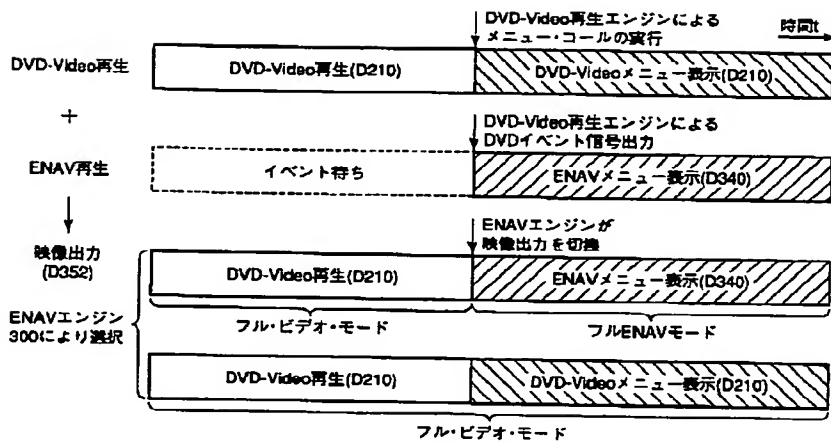 DVD-Video再生エンジンによる
メニュー・コールの実行
時間t
DVD-Video再生
DVD-Video再生(D210)
DVD-Videoメニュー表示(D210)
+
DVD-Video再生エンジンによる
DVDイベント信号出力
ENAV再生
イベント待ち
ENAVメニュー表示(D340)
ENAVエンジンが
映像出力を切換
映像出力
(D352)
DVD-Video再生(D210)
ENAVメニュー表示(D340)
フル・ビデオ・モード
フルENAVモード
ENAVエンジン
300により選択
DVD-Video再生(D210)
DVD-Videoメニュー表示(D210)
フル・ビデオ・モード